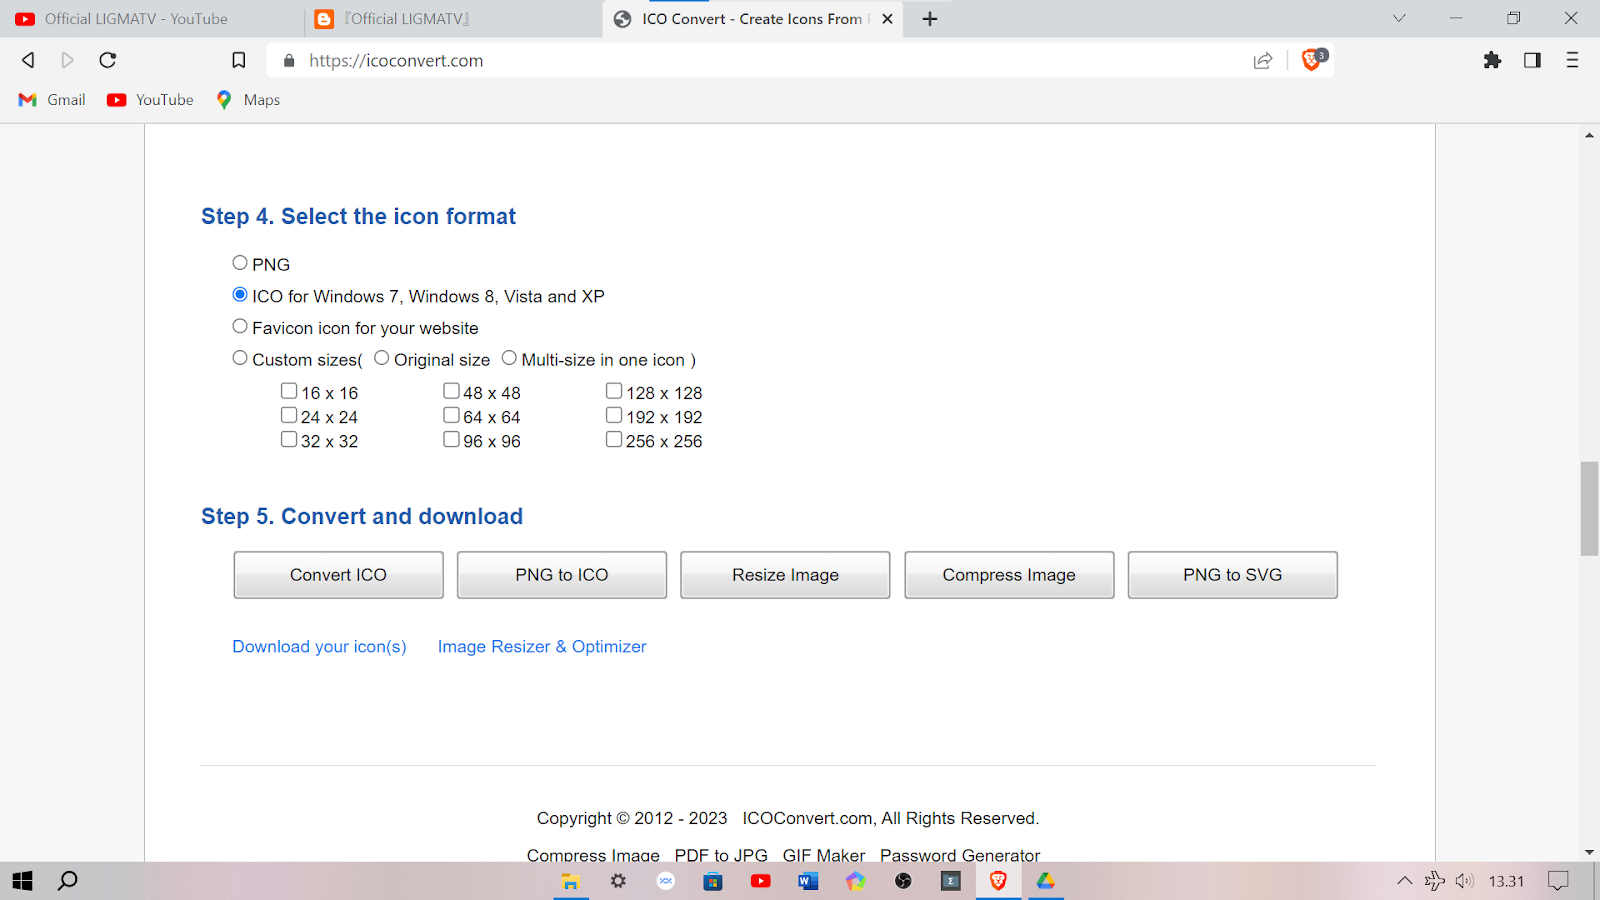 Official LIGMATV - YouTube
『Official LIGMATV』
ICO Convert - Create Icons From
https://icoconvert.com
3
Gmail
YouTube
Maps
Step 4. Select the icon format
PNG
ICO for Windows 7, Windows 8, Vista and XP
Favicon icon for your website
Custom sizes( Original size Multi-size in one icon )
16 x 16 48 x 48 128 x 128
24 x 24 64 x 64 192 x 192
32 x 32 96 x 96 256 x 256
Step 5. Convert and download
Convert ICO PNG to ICO Resize Image Compress Image PNG to SVG
Download your icon(s) Image Resizer & Optimizer
Copyright © 2012 - 2023 ICOConvert.com, All Rights Reserved.
Compress Image PDF to JPG GIF Maker Password Generator
13.31